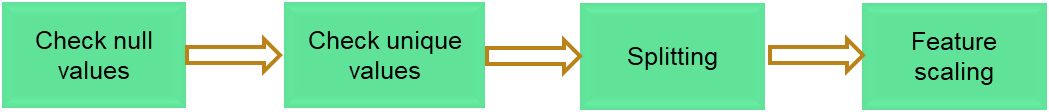 Check null
values
Check unique
values
Splitting
Feature
scaling